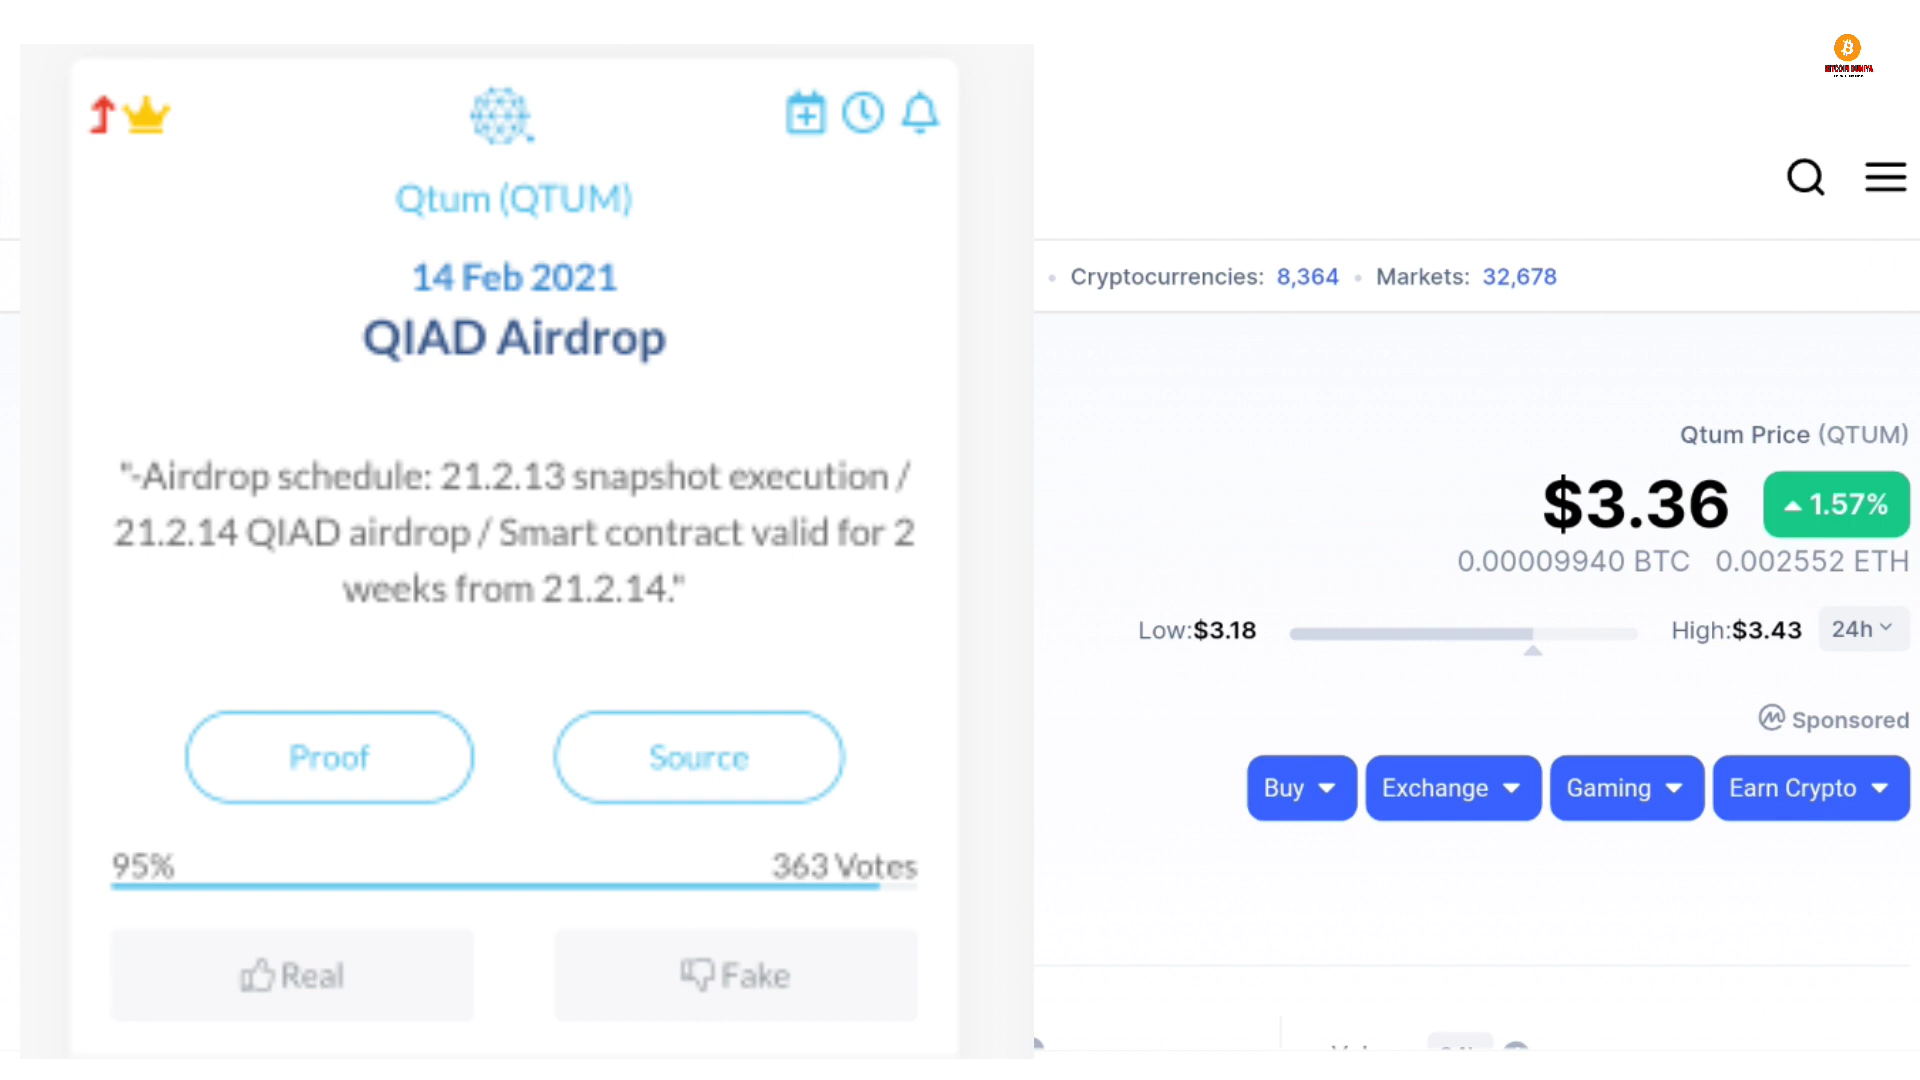 Qtum (QTUM)
14 Feb 2021
QIAD Airdrop
"-Airdrop schedule: 21.2.13 snapshot execution /
21.2.14 QIAD airdrop / Smart contract valid for 2
weeks from 21.2.14."
Proof
Source
95%
363 Votes
Real
Fake
Cryptocurrencies: 8,364
Markets: 32,678
Qtum Price (QTUM)
$3.36
1.57%
0.00009940 BTC 0.002552 ETH
Low:$3.18
High:$3.43
24h
Sponsored
Buy
Exchange
Gaming
Earn Crypto